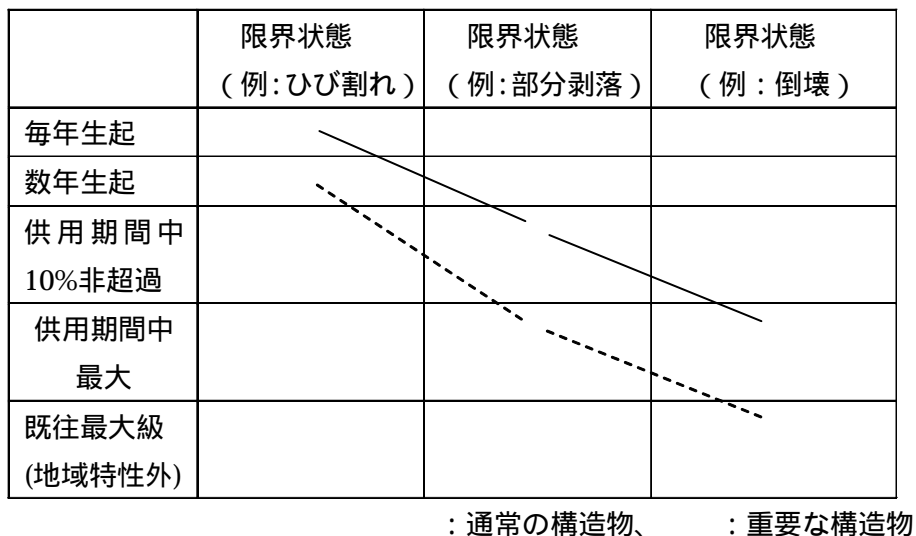 限界状態 限界状態 限界状態
(例:ひび割れ) (例:部分剥落) (例:倒壊)
毎年生起
数年生起
供用期間中
10%非超過
供用期間中
最大
既往最大級
(地域特性外)
:通常の構造物、 :重要な構造物